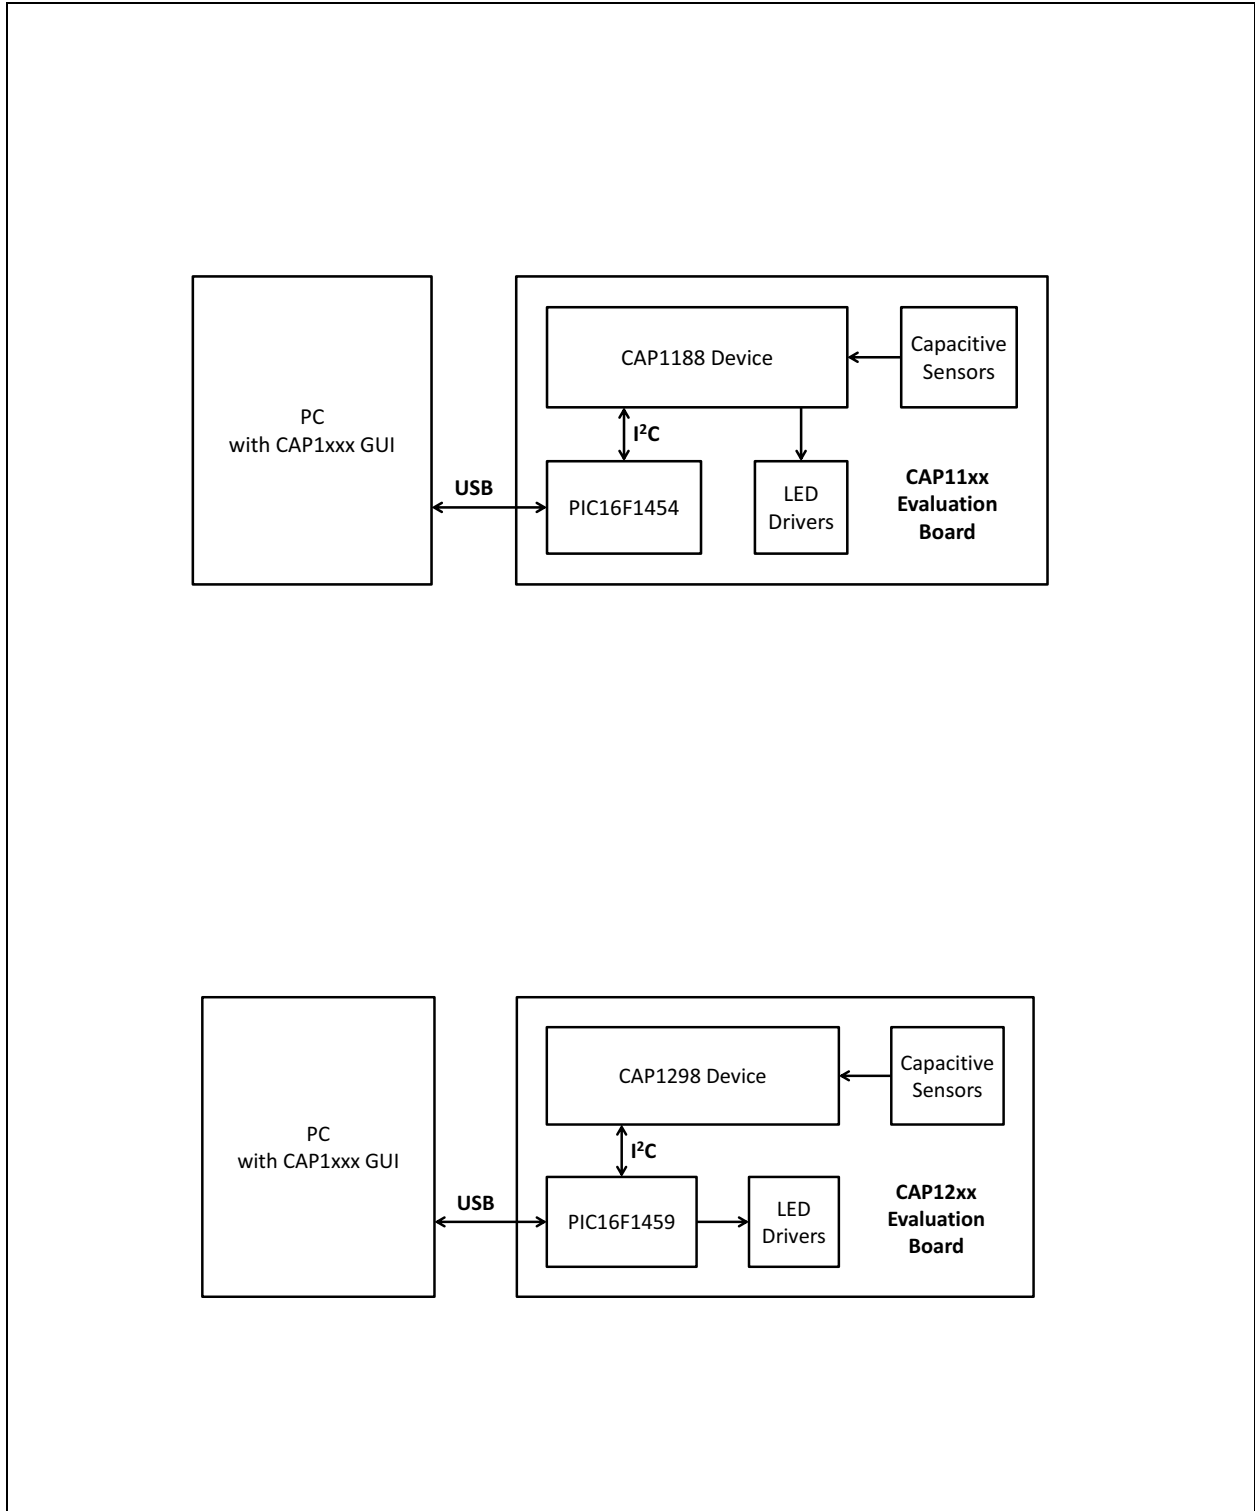 PC
with CAP1xxx GUI
USB
CAP1188 Device
Capacitive
Sensors
I²C
PIC16F1454
LED
Drivers
CAP11xx
Evaluation
Board
PC
with CAP1xxx GUI
USB
CAP1298 Device
Capacitive
Sensors
I²C
PIC16F1459
LED
Drivers
CAP12xx
Evaluation
Board